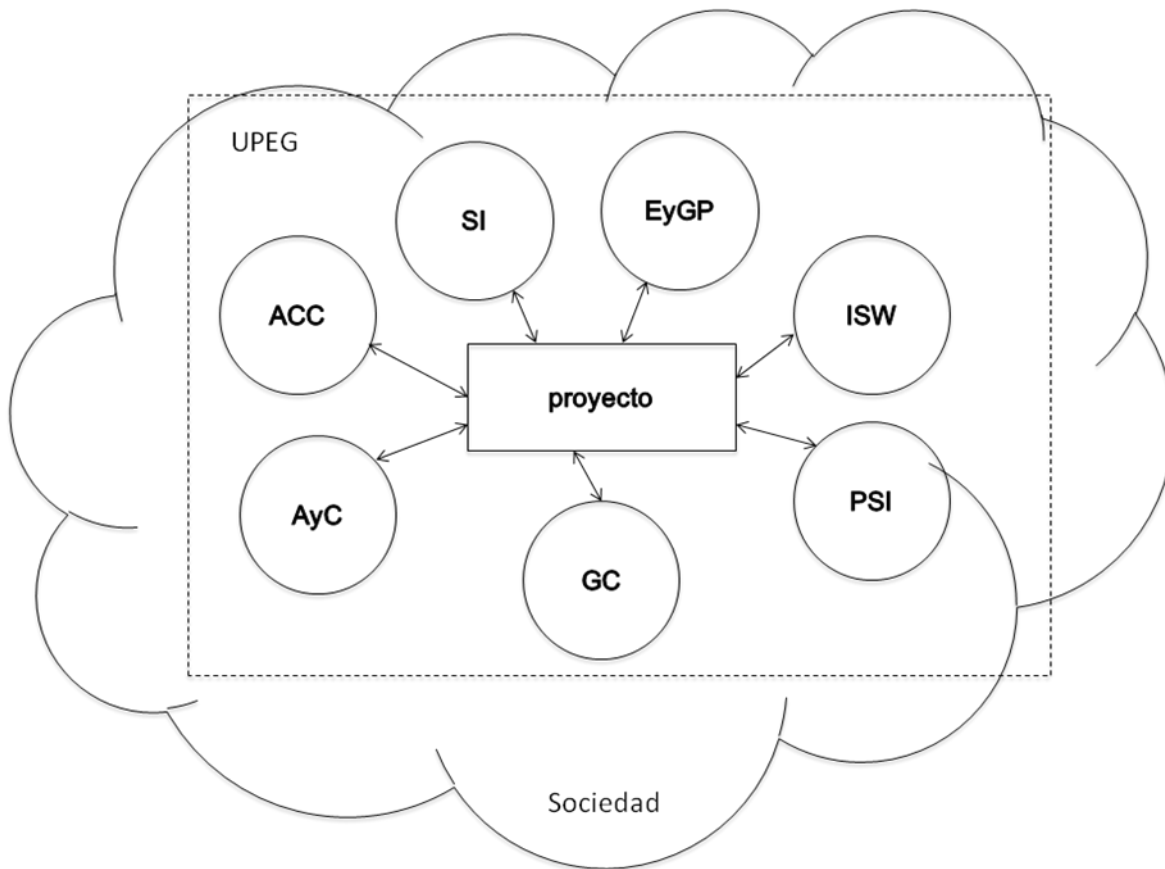 UPEG
SI
EyGP
ACC
ISW
proyecto
AyC
PSI
GC
Sociedad